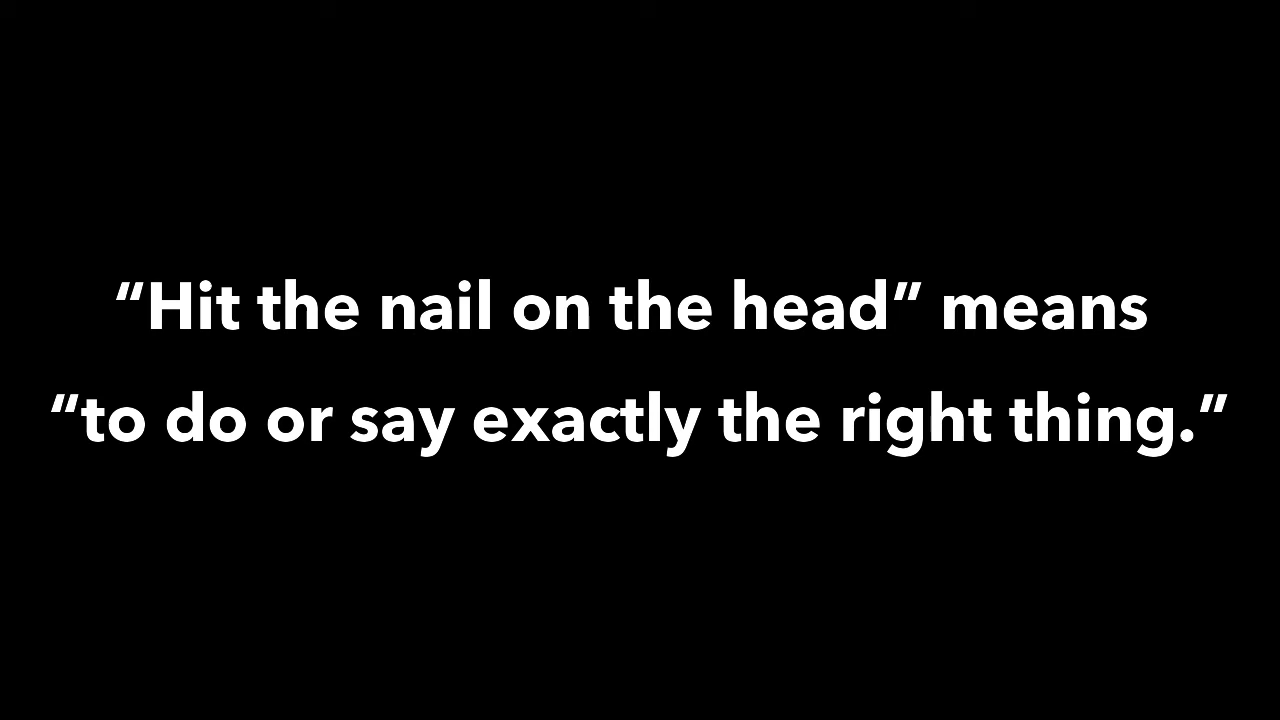 “Hit the nail on the head” means
“to do or say exactly the right thing.”